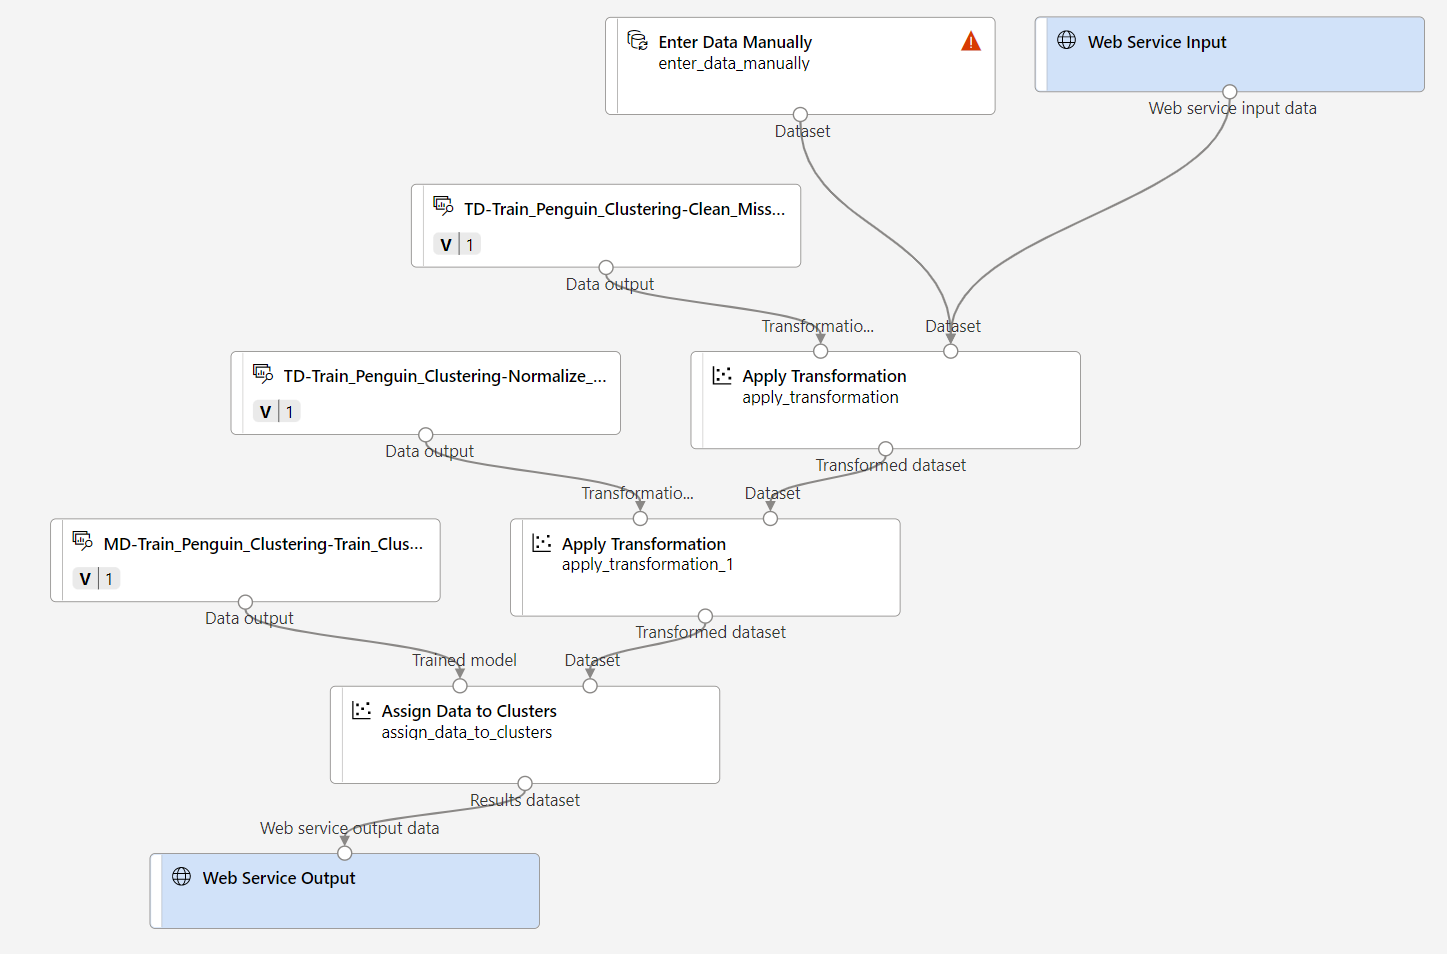 Enter Data Manually
enter_data_manually
Dataset
Web Service Input
Web service input data
TD-Train_Penguin_Clustering-Clean_Miss...
V 1
Data output
Transformatio...
Dataset
Apply Transformation
apply_transformation
Transformed dataset
TD-Train_Penguin_Clustering-Normalize_...
V 1
Data output
Transformatio...
Dataset
Apply Transformation
apply_transformation_1
Transformed dataset
MD-Train_Penguin_Clustering-Train_Clus...
V 1
Data output
Trained model
Dataset
Assign Data to Clusters
assign_data_to_clusters
Results dataset
Web service output data
Web Service Output